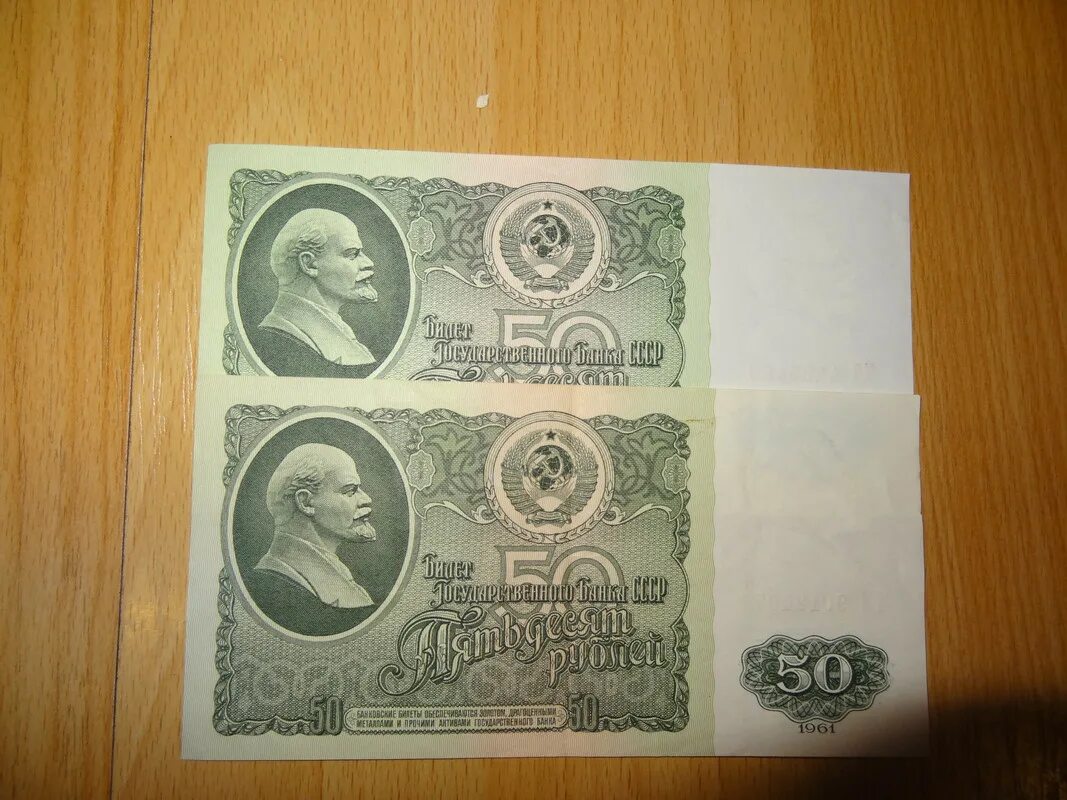 50
Билет
Государственного Банка СССР
Пятьдесят
50
Билет
Государственного Банка СССР
Пятьдесят
рублей
50
БАНКОВСКИЕ БИЛЕТЫ ОБЕСПЕЧИВАЮТСЯ ЗОЛОТОМ, ДРАГОЦЕННЫМИ
МЕТАЛЛАМИ И ПРОЧИМИ АКТИВАМИ ГОСУДАРСТВЕННОГО БАНКА
50
50
1961